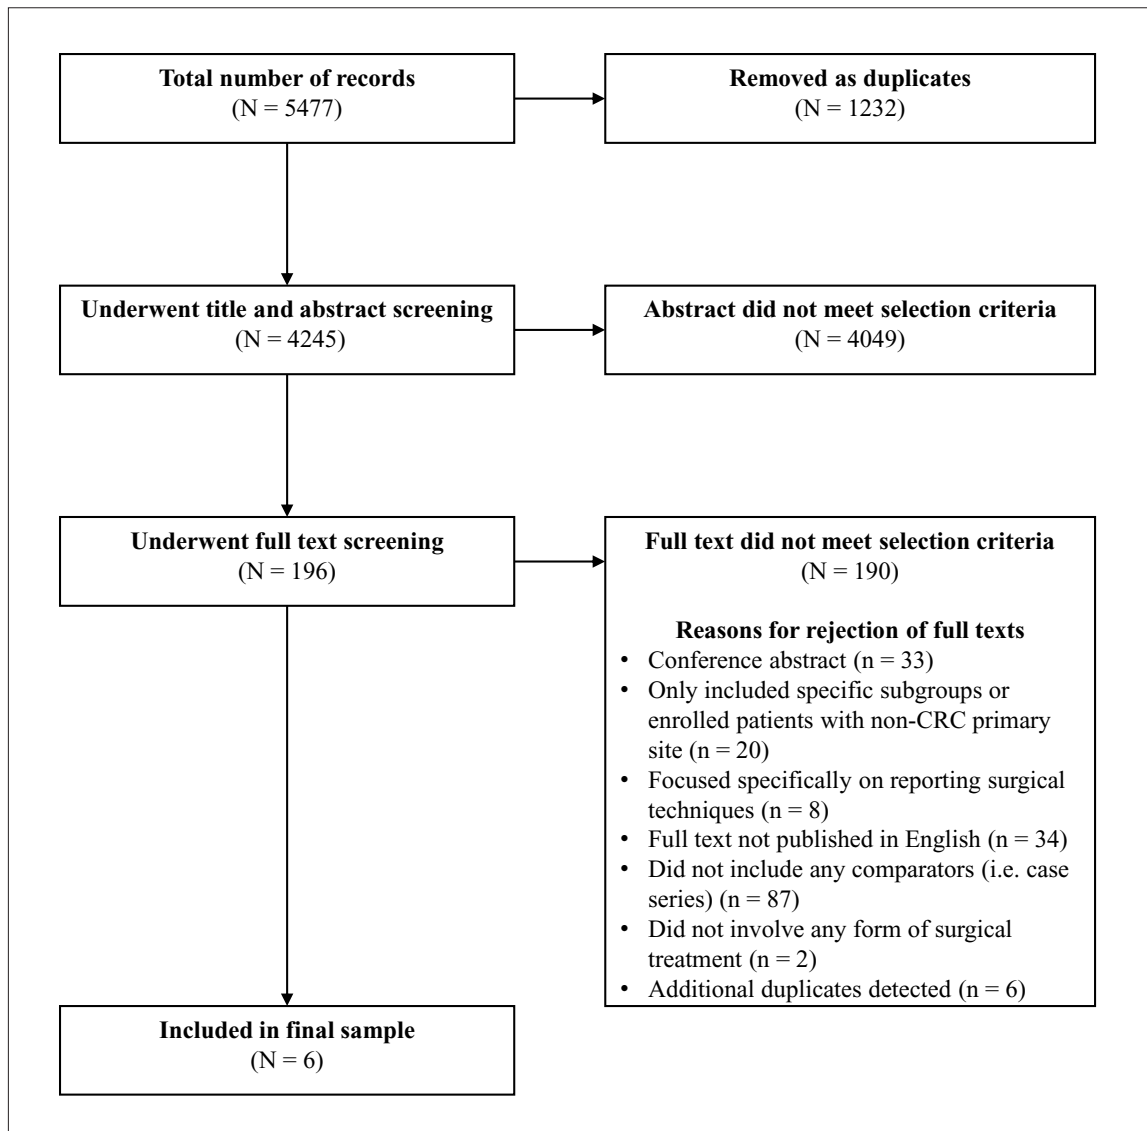 Total number of records
(N = 5477)
Removed as duplicates
(N = 1232)
Underwent title and abstract screening
(N = 4245)
Abstract did not meet selection criteria
(N = 4049)
Underwent full text screening
(N = 196)
Full text did not meet selection criteria
(N = 190)
Reasons for rejection of full texts
• Conference abstract (n = 33)
• Only included specific subgroups or
enrolled patients with non-CRC primary
site (n = 20)
• Focused specifically on reporting surgical
techniques (n = 8)
• Full text not published in English (n = 34)
• Did not include any comparators (i.e. case
series) (n = 87)
• Did not involve any form of surgical
treatment (n = 2)
• Additional duplicates detected (n = 6)
Included in final sample
(N = 6)